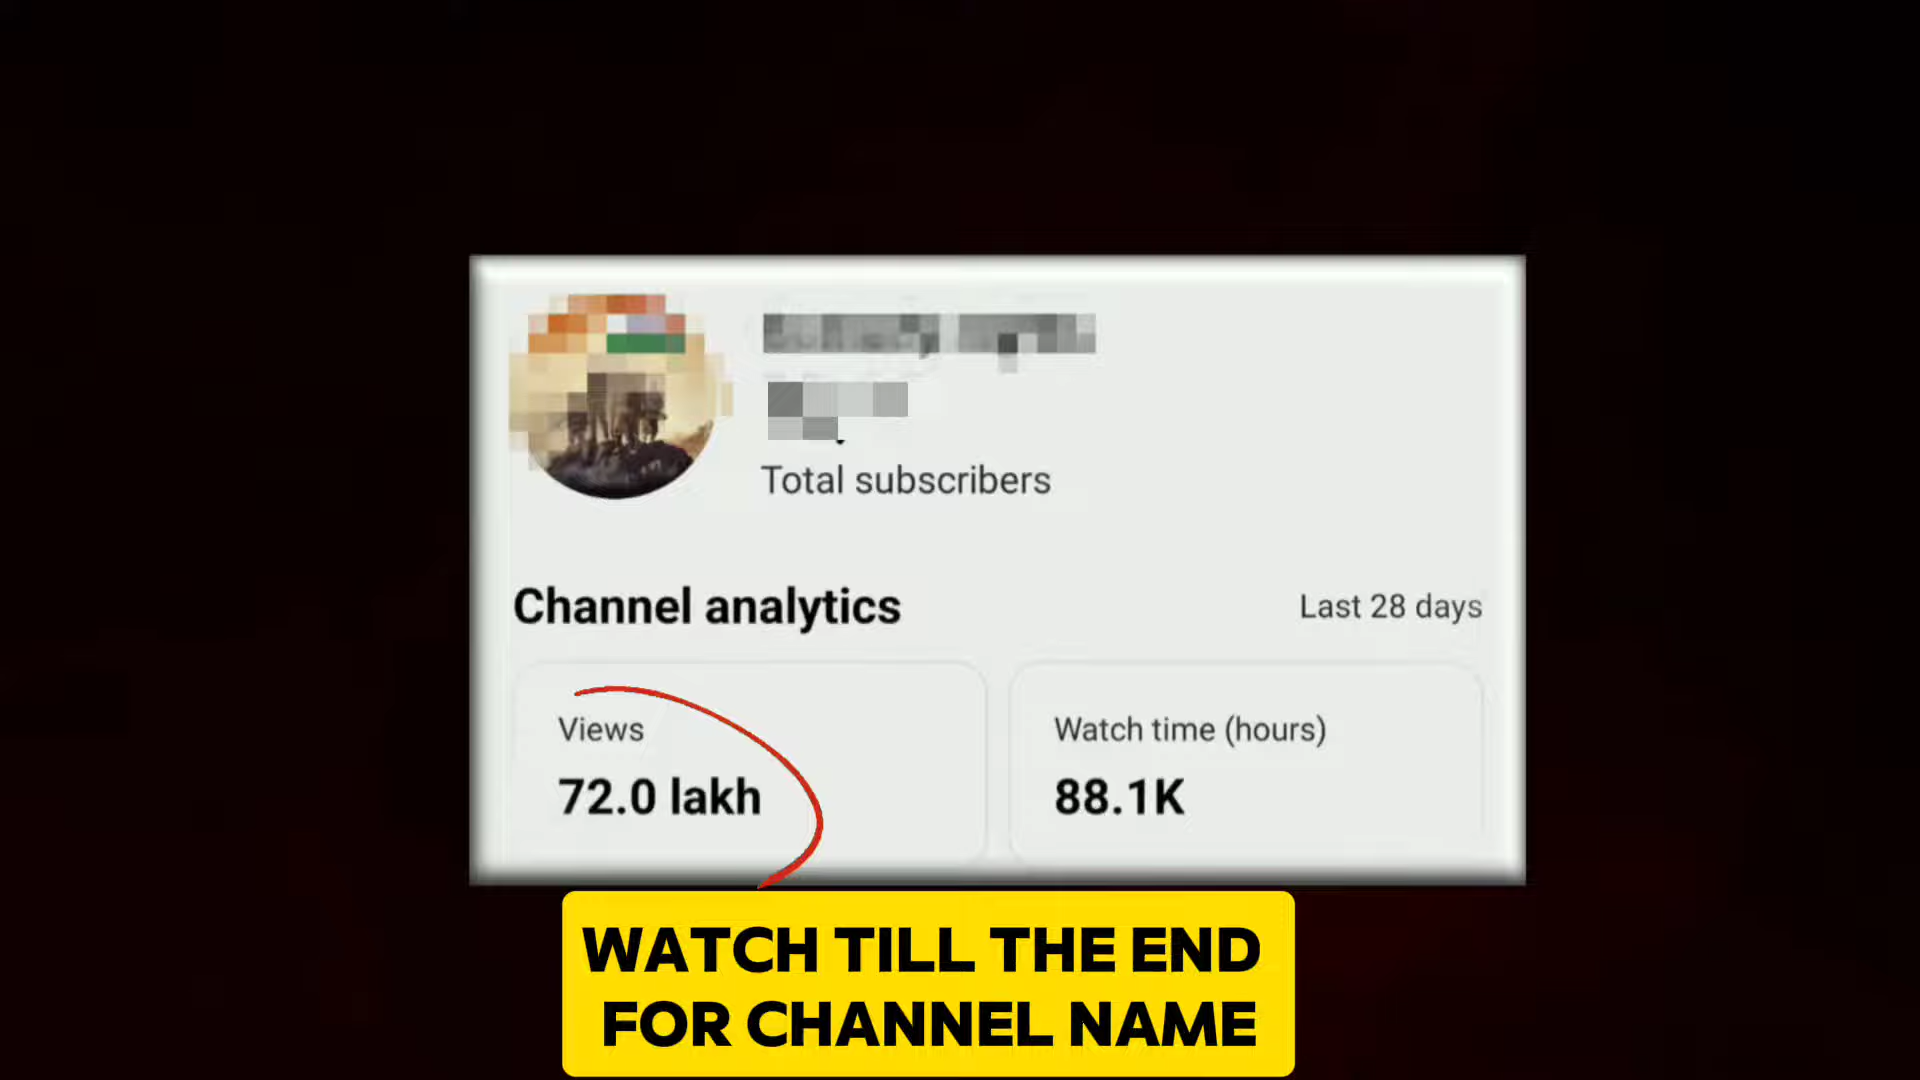 Total subscribers
Channel analytics
Last 28 days
Views
72.0 lakh
Watch time (hours)
88.1K
WATCH TILL THE END
FOR CHANNEL NAME